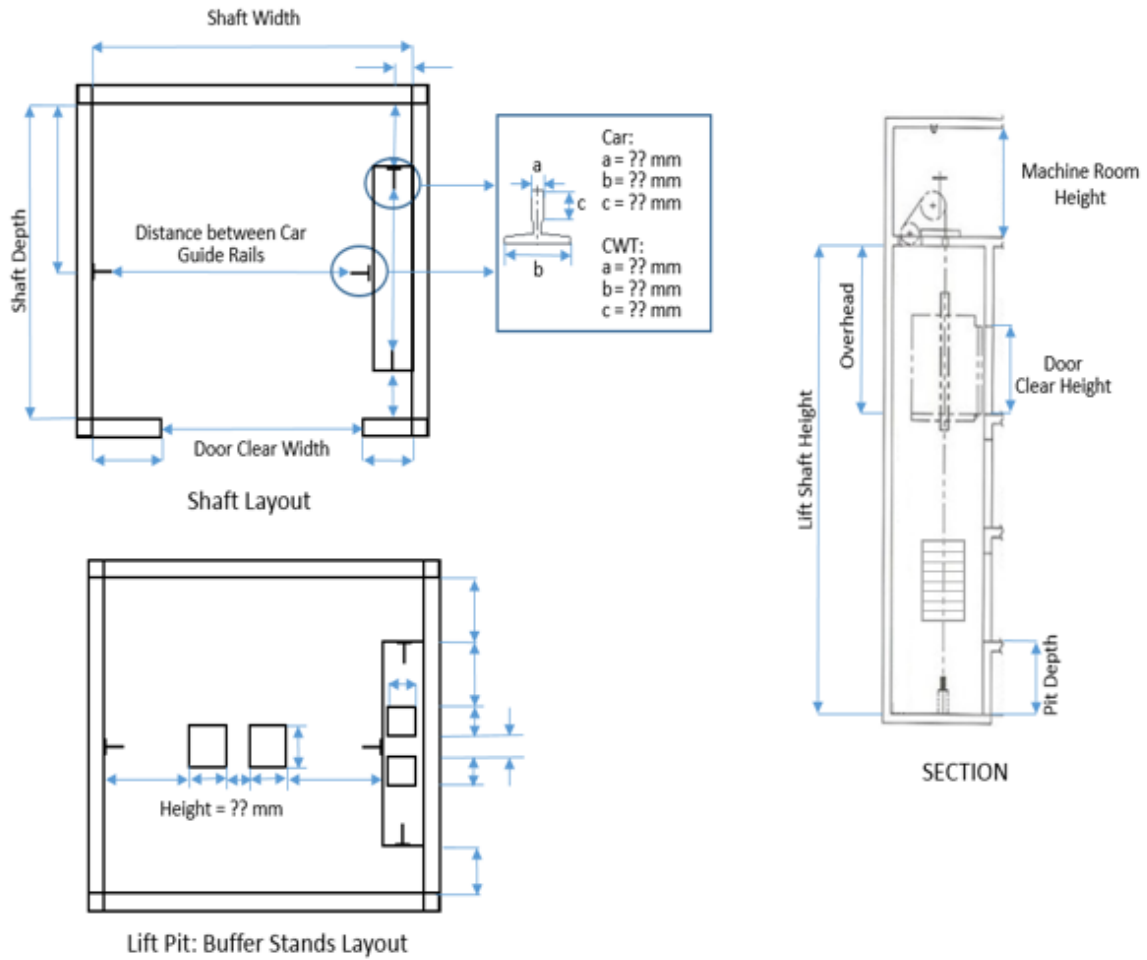 Shaft Width
Shaft Depth
Distance between Car
Guide Rails
Door Clear Width
Shaft Layout
a
b
c
Car:
a = ?? mm
b = ?? mm
c = ?? mm
CWT:
a = ?? mm
b = ?? mm
c = ?? mm
Machine Room
Height
Overhead
Door
Clear Height
Lift Shaft Height
Pit Depth
SECTION
Height = ?? mm
Lift Pit: Buffer Stands Layout